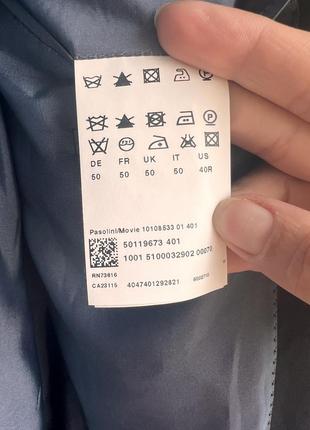 DE FR UK IT US
50 50 50 50 40R
Pasolini/Movie 10108533 01 401
50119673 401
1001 5100032902 00070
RN73616
CA23115 4047401292821